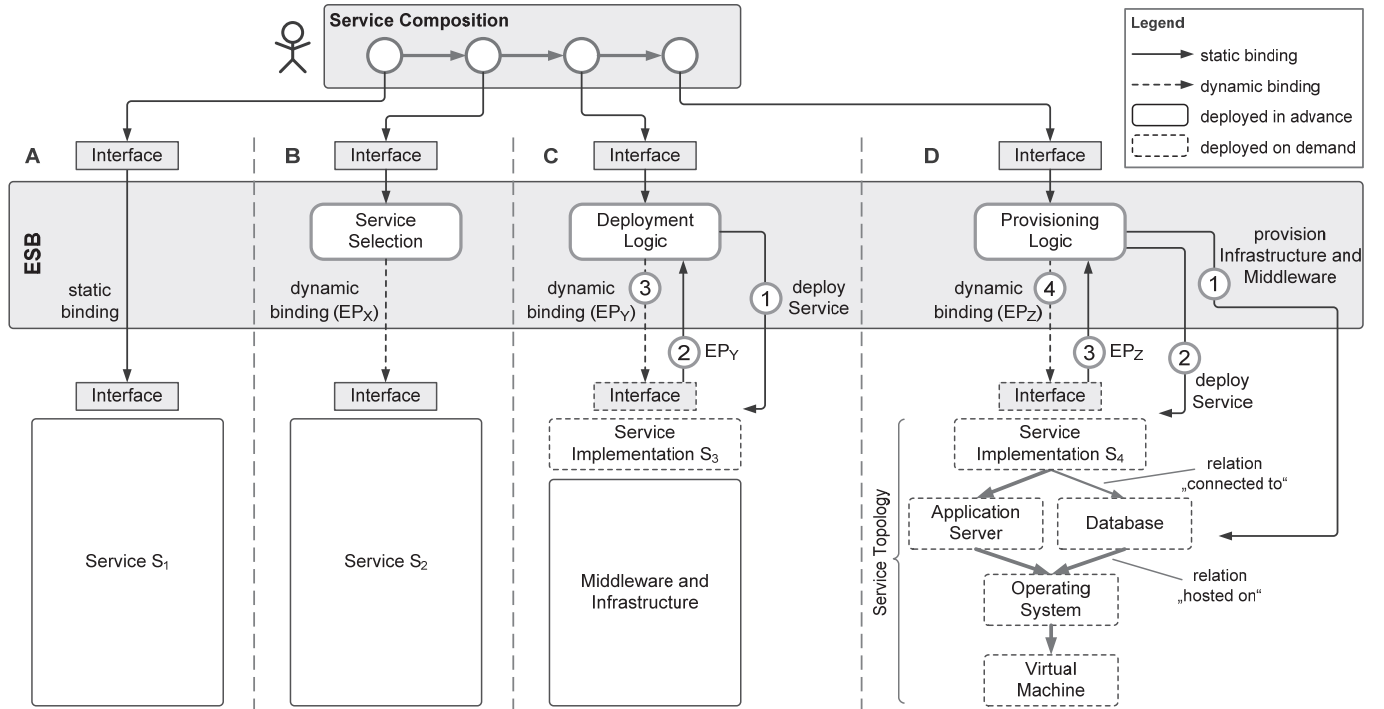 Service Composition
Legend
static binding
dynamic binding
deployed in advance
deployed on demand
A
Interface
B
Interface
C
Interface
D
Interface
ESB
static
binding
Interface
Service S1
Service
Selection
dynamic
binding (EPX)
Interface
Service S2
Deployment
Logic
dynamic
binding (EPY)
3
1
deploy
Service
2
EPY
Interface
Service
Implementation S3
Middleware and
Infrastructure
Provisioning
Logic
provision
Infrastructure and
Middleware
dynamic
binding (EPZ)
4
1
3
EPZ
2
deploy
Service
Interface
Service Topology
Service
Implementation S4
relation
„connected to“
Application
Server
Database
relation
„hosted on“
Operating
System
Virtual
Machine